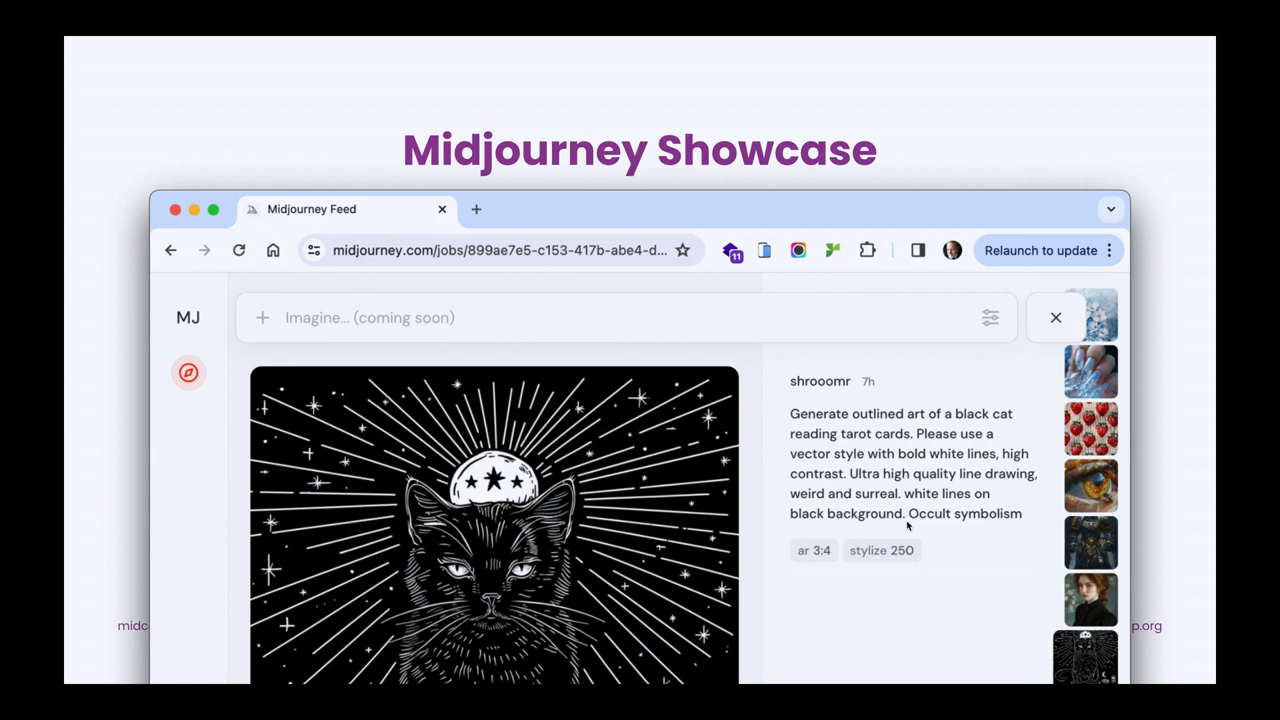 Midjourney Showcase
Midjourney Feed
midjourney.com/jobs/899ae7e5-c153-417b-abe4-d...
11
Relaunch to update
MJ
Imagine... (coming soon)
shrooomr 7h
Generate outlined art of a black cat
reading tarot cards. Please use a
vector style with bold white lines, high
contrast. Ultra high quality line drawing,
weird and surreal. white lines on
black background. Occult symbolism
ar 3:4 stylize 250
midc
p.org